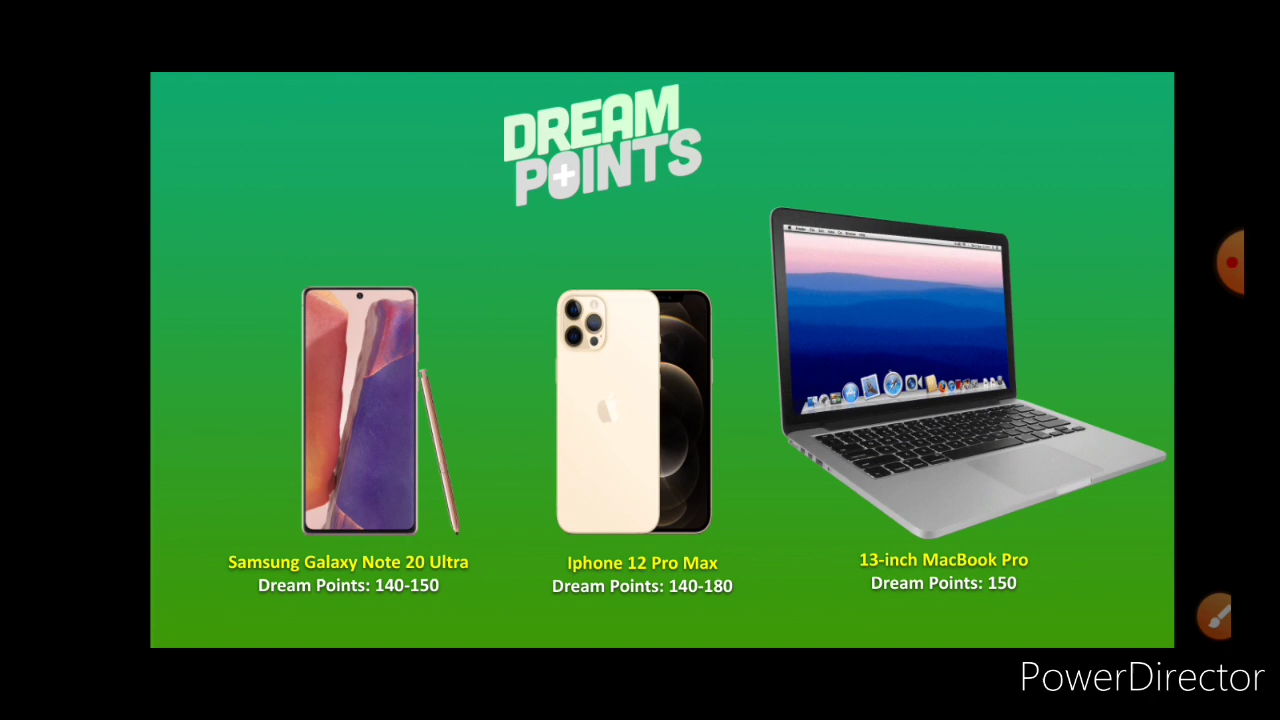 DREAM
POINTS
Samsung Galaxy Note 20 Ultra
Dream Points: 140-150
Iphone 12 Pro Max
Dream Points: 140-180
13-inch MacBook Pro
Dream Points: 150
PowerDirector